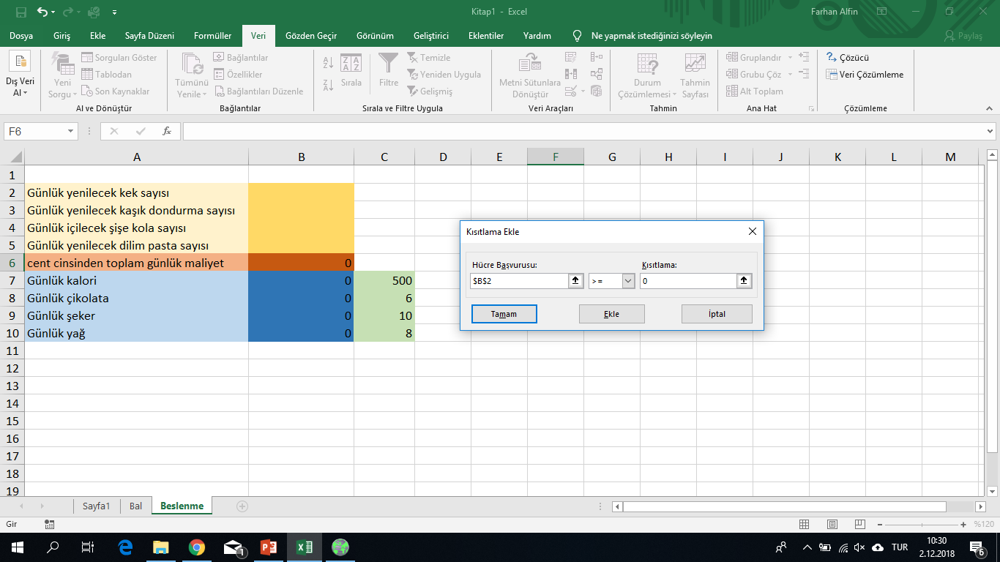 Kitap1 - Excel
Farhan Alfin
Dosya Giriş Ekle Sayfa Düzeni Formüller Veri Gözden Geçir Görünüm Geliştirici Eklentiler Yardım Ne yapmak istediğinizi söyleyin Paylaş
Dış Veri Al
Yeni Sorgu
Sorguları Göster
Tablodan
Son Kaynaklar
Al ve Dönüştür
Tümünü Yenile
Bağlantılar
Özellikler
Bağlantıları Düzenle
Bağlantılar
Sırala
Filtre
Temizle
Yeniden Uygula
Gelişmiş
Sırala ve Filtre Uygula
Metni Sütunlara Dönüştür
Veri Araçları
Durum Çözümlemesi
Tahmin Sayfası
Tahmin
Gruplandır
Grubu Çöz
Alt Toplam
Ana Hat
Çözücü
Veri Çözümleme
Çözümleme
F6 fx
A B C D E F G H I J K L M
1
2 Günlük yenilecek kek sayısı
3 Günlük yenilecek kaşık dondurma sayısı
4 Günlük içilecek şişe kola sayısı
5 Günlük yenilecek dilim pasta sayısı
6 cent cinsinden toplam günlük maliyet 0
7 Günlük kalori 0 500
8 Günlük çikolata 0 6
9 Günlük şeker 0 10
10 Günlük yağ 0 8
11
12
13
14
15
16
17
18
19
Kısıtlama Ekle
Hücre Başvurusu: Kısıtlama:
$B$2 >= 0
Tamam Ekle İptal
Sayfa1 Bal Beslenme
Gir
%120
1
TUR
10:30
2.12.2018
6